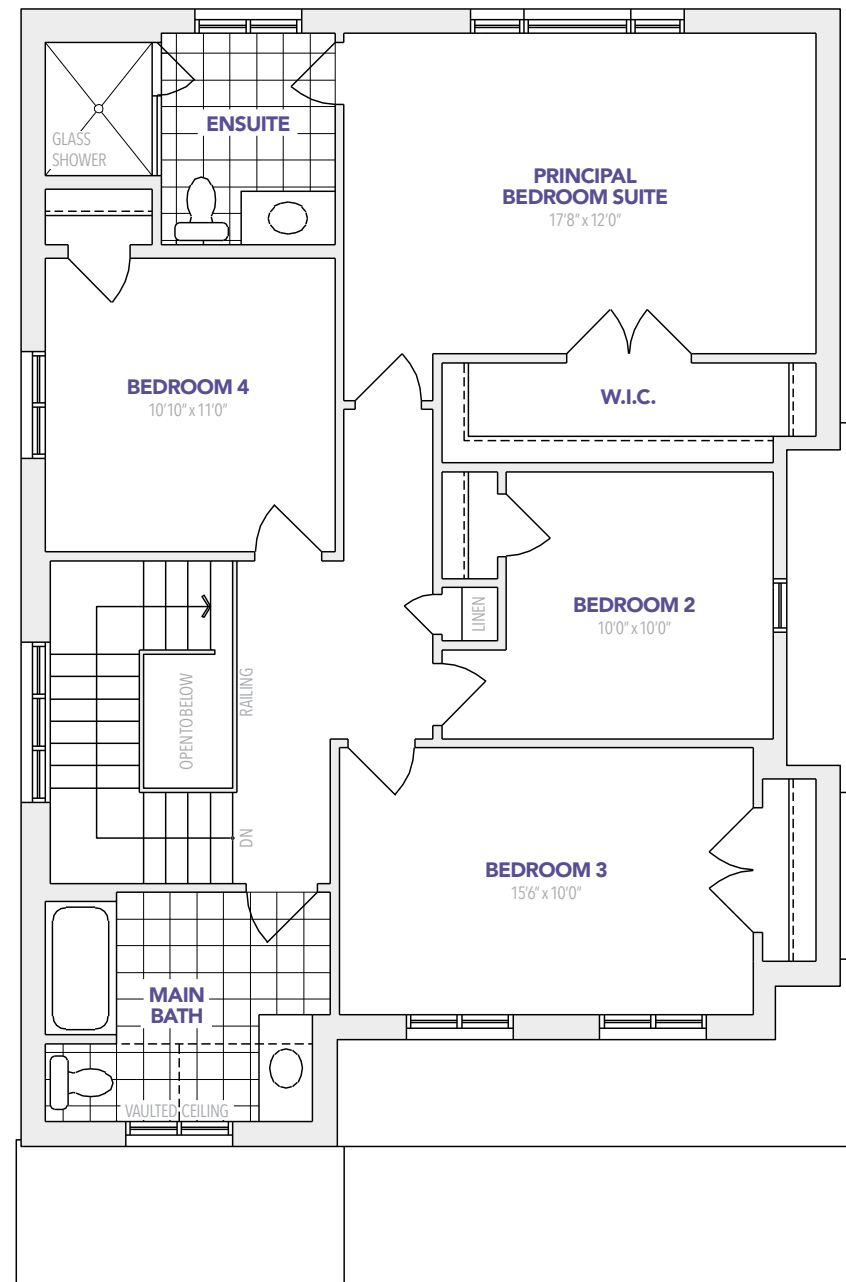 ENSUITE
GLASS
SHOWER
PRINCIPAL
BEDROOM SUITE
17'8" x 12'0"
BEDROOM 4
10'10" x 11'0"
W.I.C.
LINEN
BEDROOM 2
10'0" x 10'0"
OPEN TO BELOW
RAILING
DN
BEDROOM 3
15'6" x 10'0"
MAIN
BATH
VAULTED CEILING